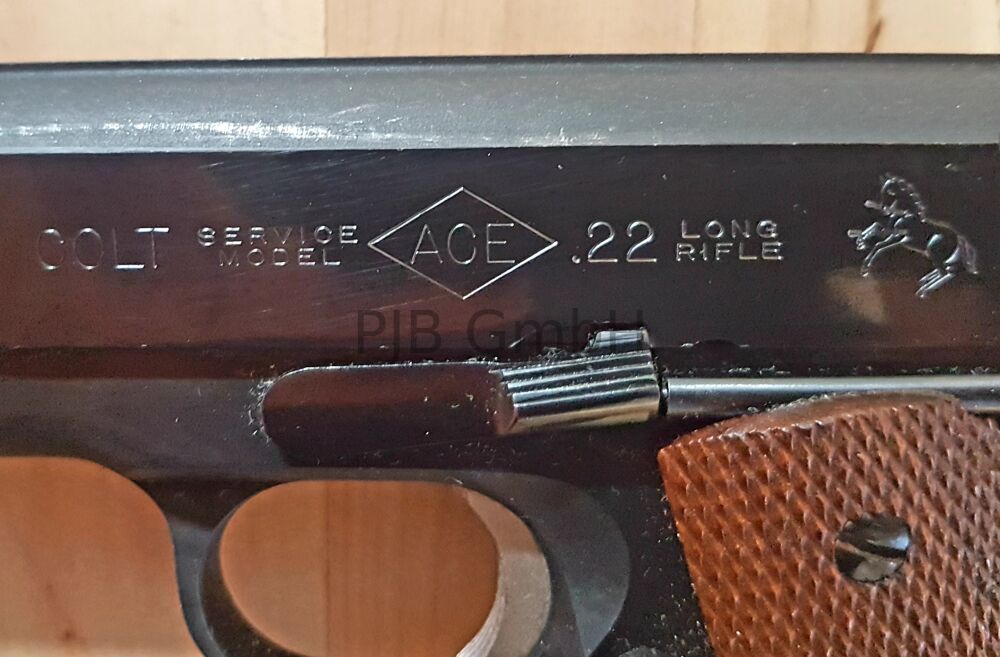 COLT SERVICE MODEL ACE .22 LONG RIFLE
PJB GmbH